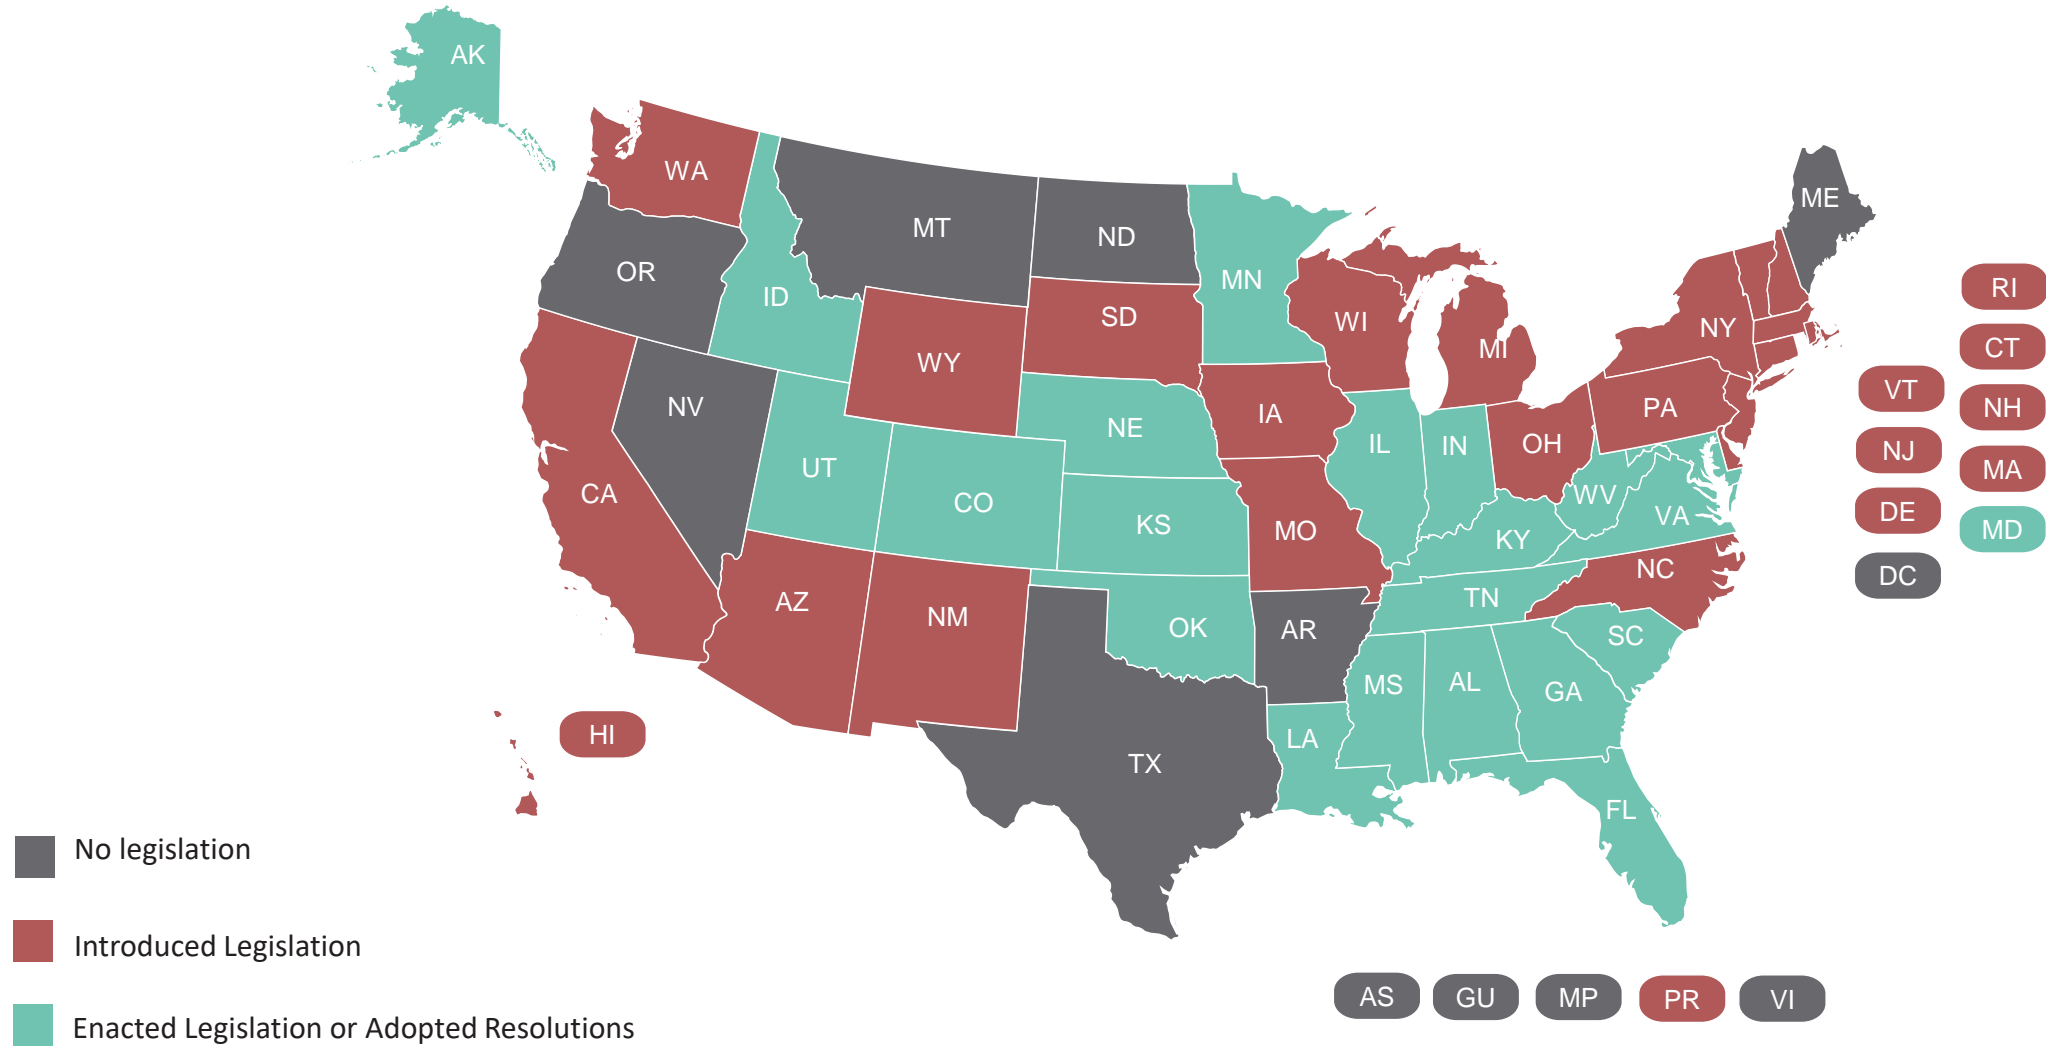 AK
WA
MT
ND
ME
OR
ID
MN
SD
WI
NY
MI
RI
WY
CT
VT
NV
NE
IA
PA
NH
UT
IL
IN
OH
NJ
CA
CO
KS
WV
MA
MO
KY
VA
DE
MD
AZ
NM
OK
AR
TN
NC
DC
SC
MS
AL
GA
HI
LA
TX
FL
No legislation
Introduced Legislation
AS GU MP PR VI
Enacted Legislation or Adopted Resolutions